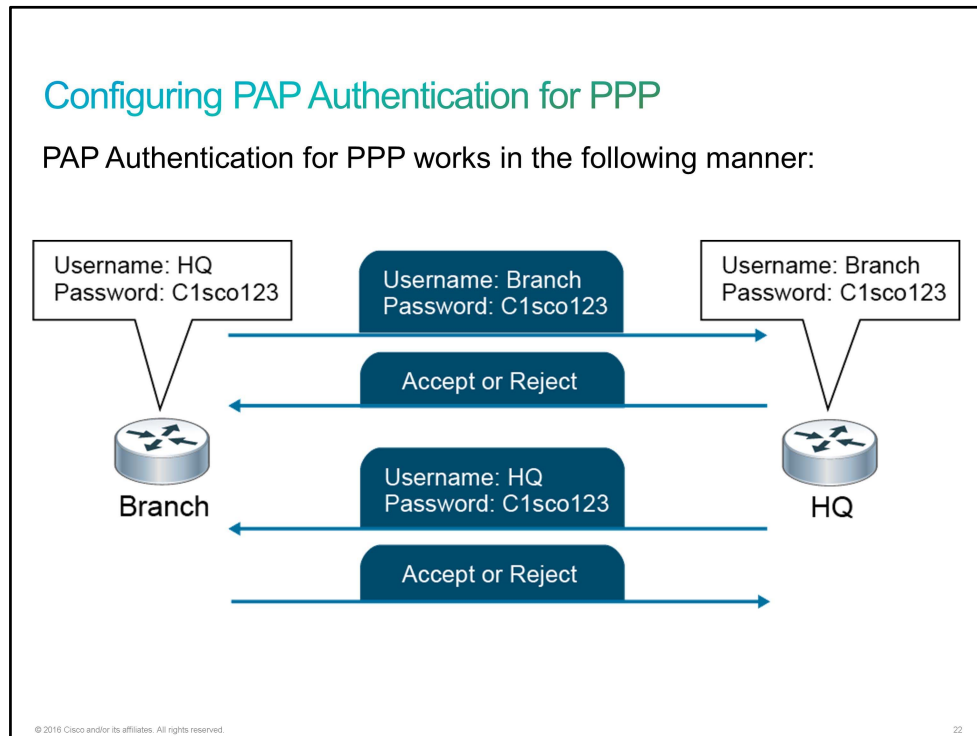 Configuring PAP Authentication for PPP
PAP Authentication for PPP works in the following manner:
Username: HQ
Password: C1sco123
Username: Branch
Password: C1sco123
Username: Branch
Password: C1sco123
Accept or Reject
Branch
HQ
Username: HQ
Password: C1sco123
Accept or Reject
© 2016 Cisco and/or its affiliates. All rights reserved.
22